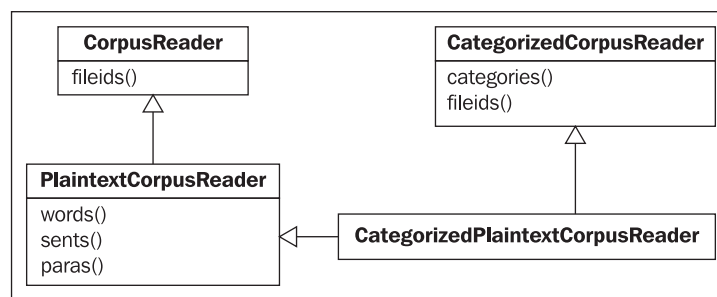 CorpusReader
fileids()
CategorizedCorpusReader
categories()
fileids()
PlaintextCorpusReader
words()
sents()
paras()
CategorizedPlaintextCorpusReader